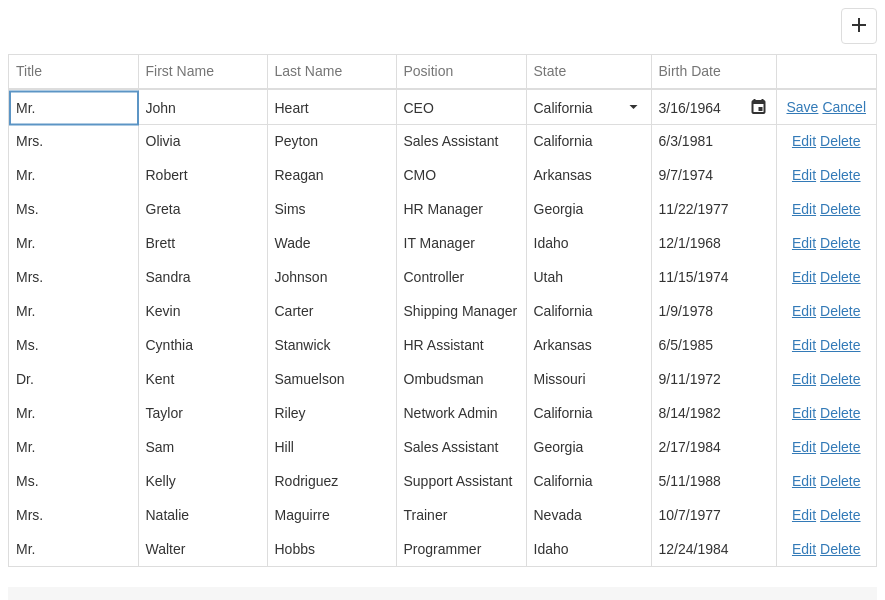 Title First Name Last Name Position State Birth Date
Mr. John Heart CEO California 3/16/1964 Save Cancel
Mrs. Olivia Peyton Sales Assistant California 6/3/1981 Edit Delete
Mr. Robert Reagan CMO Arkansas 9/7/1974 Edit Delete
Ms. Greta Sims HR Manager Georgia 11/22/1977 Edit Delete
Mr. Brett Wade IT Manager Idaho 12/1/1968 Edit Delete
Mrs. Sandra Johnson Controller Utah 11/15/1974 Edit Delete
Mr. Kevin Carter Shipping Manager California 1/9/1978 Edit Delete
Ms. Cynthia Stanwick HR Assistant Arkansas 6/5/1985 Edit Delete
Dr. Kent Samuelson Ombudsman Missouri 9/11/1972 Edit Delete
Mr. Taylor Riley Network Admin California 8/14/1982 Edit Delete
Mr. Sam Hill Sales Assistant Georgia 2/17/1984 Edit Delete
Ms. Kelly Rodriguez Support Assistant California 5/11/1988 Edit Delete
Mrs. Natalie Maguirre Trainer Nevada 10/7/1977 Edit Delete
Mr. Walter Hobbs Programmer Idaho 12/24/1984 Edit Delete